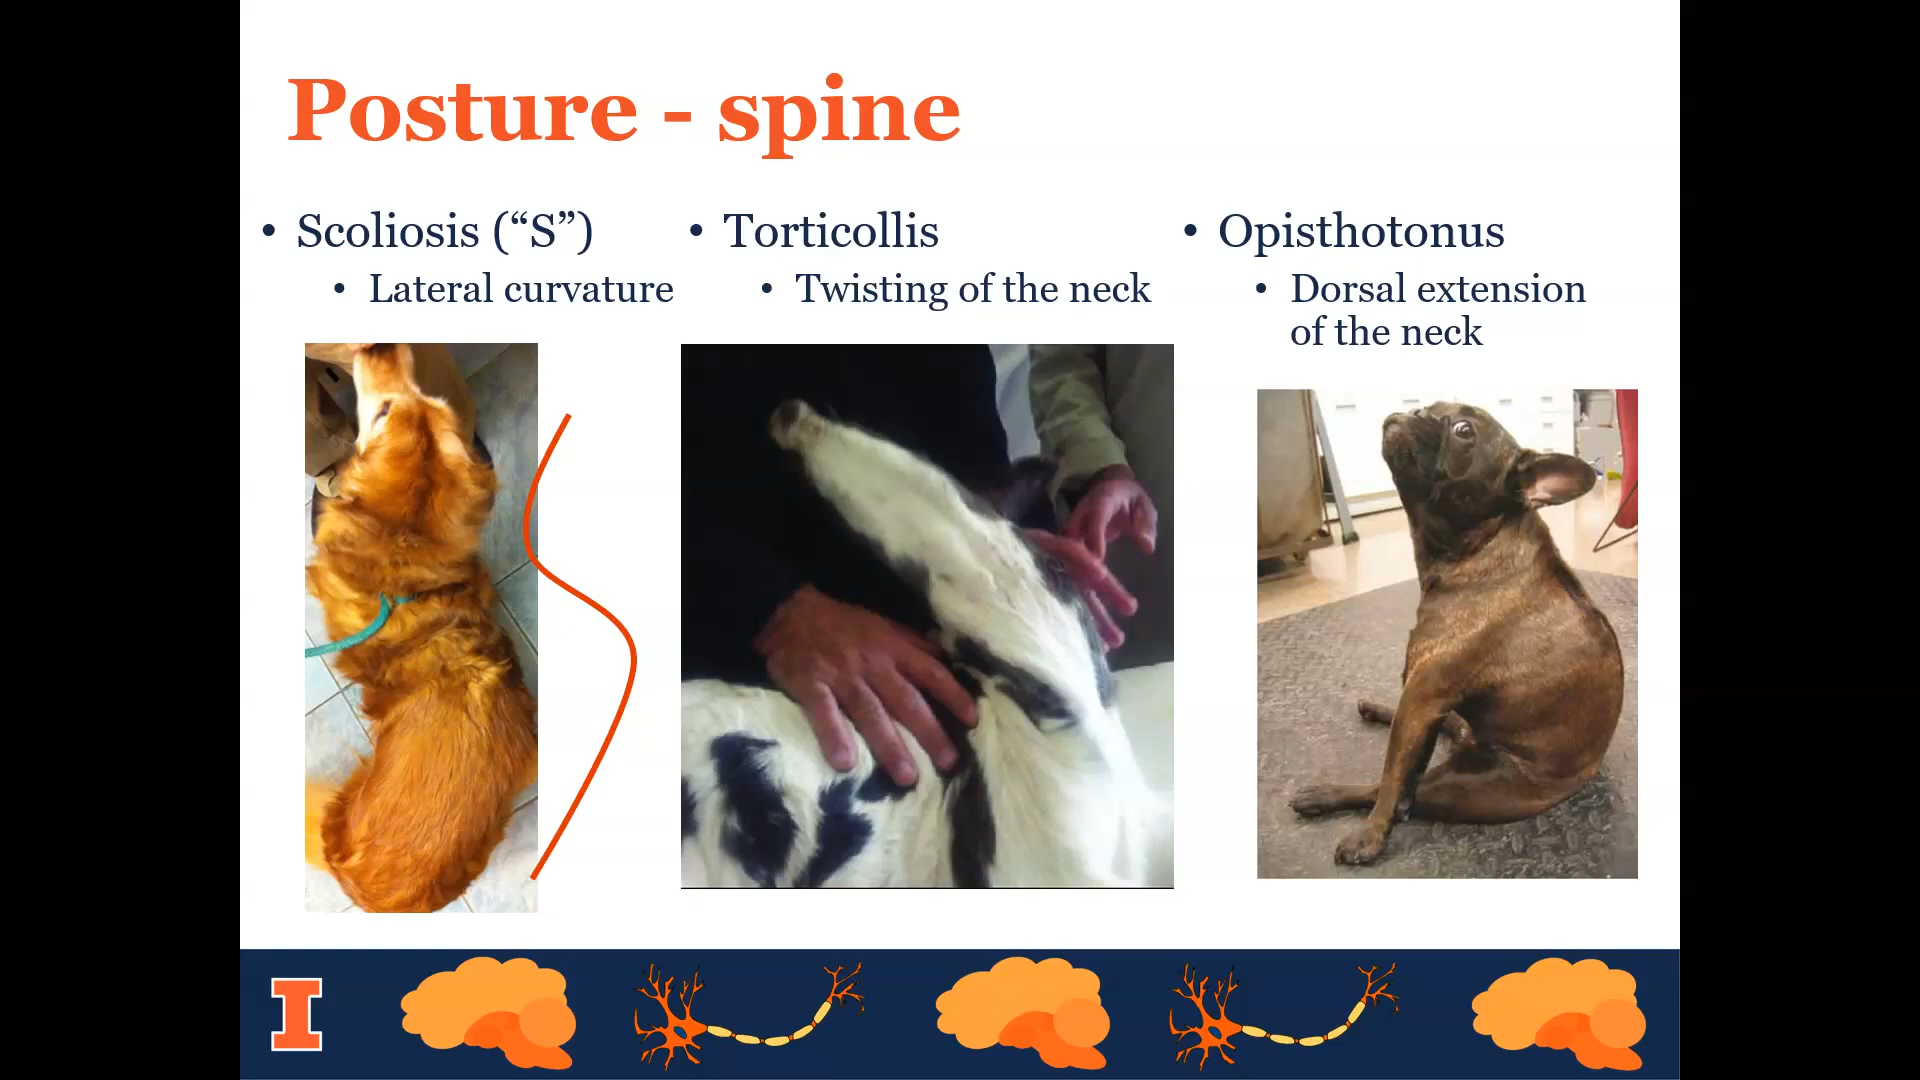 Posture - spine
• Scoliosis (“S”)
• Lateral curvature
• Torticollis
• Twisting of the neck
• Opisthotonus
• Dorsal extension
of the neck
I